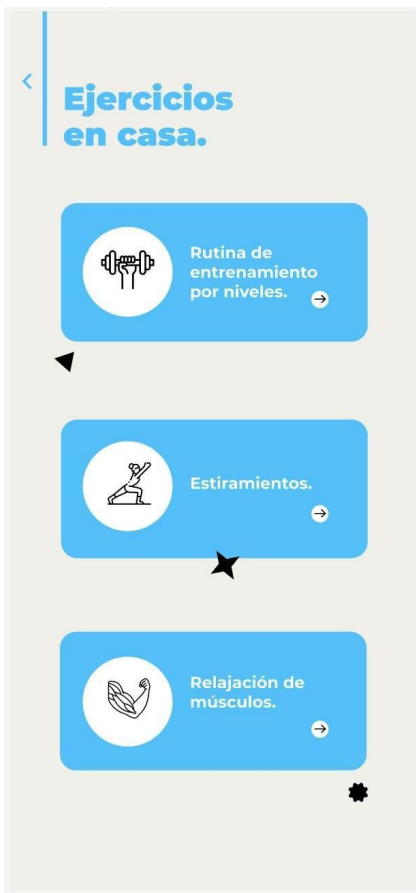 Ejercicios
en casa.
Rutina de
entrenamiento
por niveles.
Estiramientos.
Relajación de
músculos.